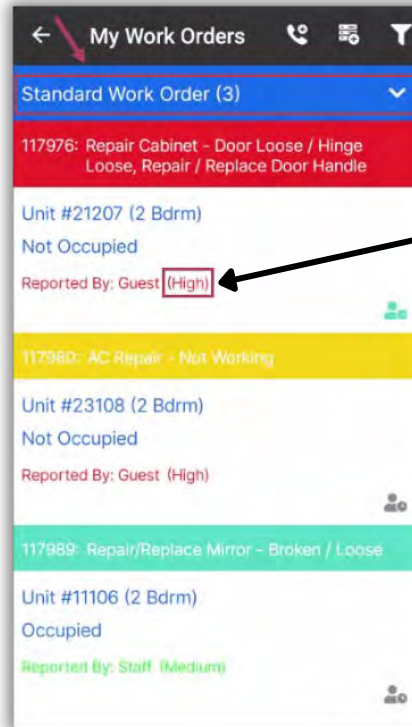 My Work Orders
Standard Work Order (3)
117976: Repair Cabinet - Door Loose / Hinge
Loose, Repair / Replace Door Handle
Unit #21207 (2 Bdrm)
Not Occupied
Reported By: Guest (High)
117980: AC Repair - Not Working
Unit #23108 (2 Bdrm)
Not Occupied
Reported By: Guest (High)
117989: Repair/Replace Mirror - Broken / Loose
Unit #11106 (2 Bdrm)
Occupied
Reported By: Staff (Medium)